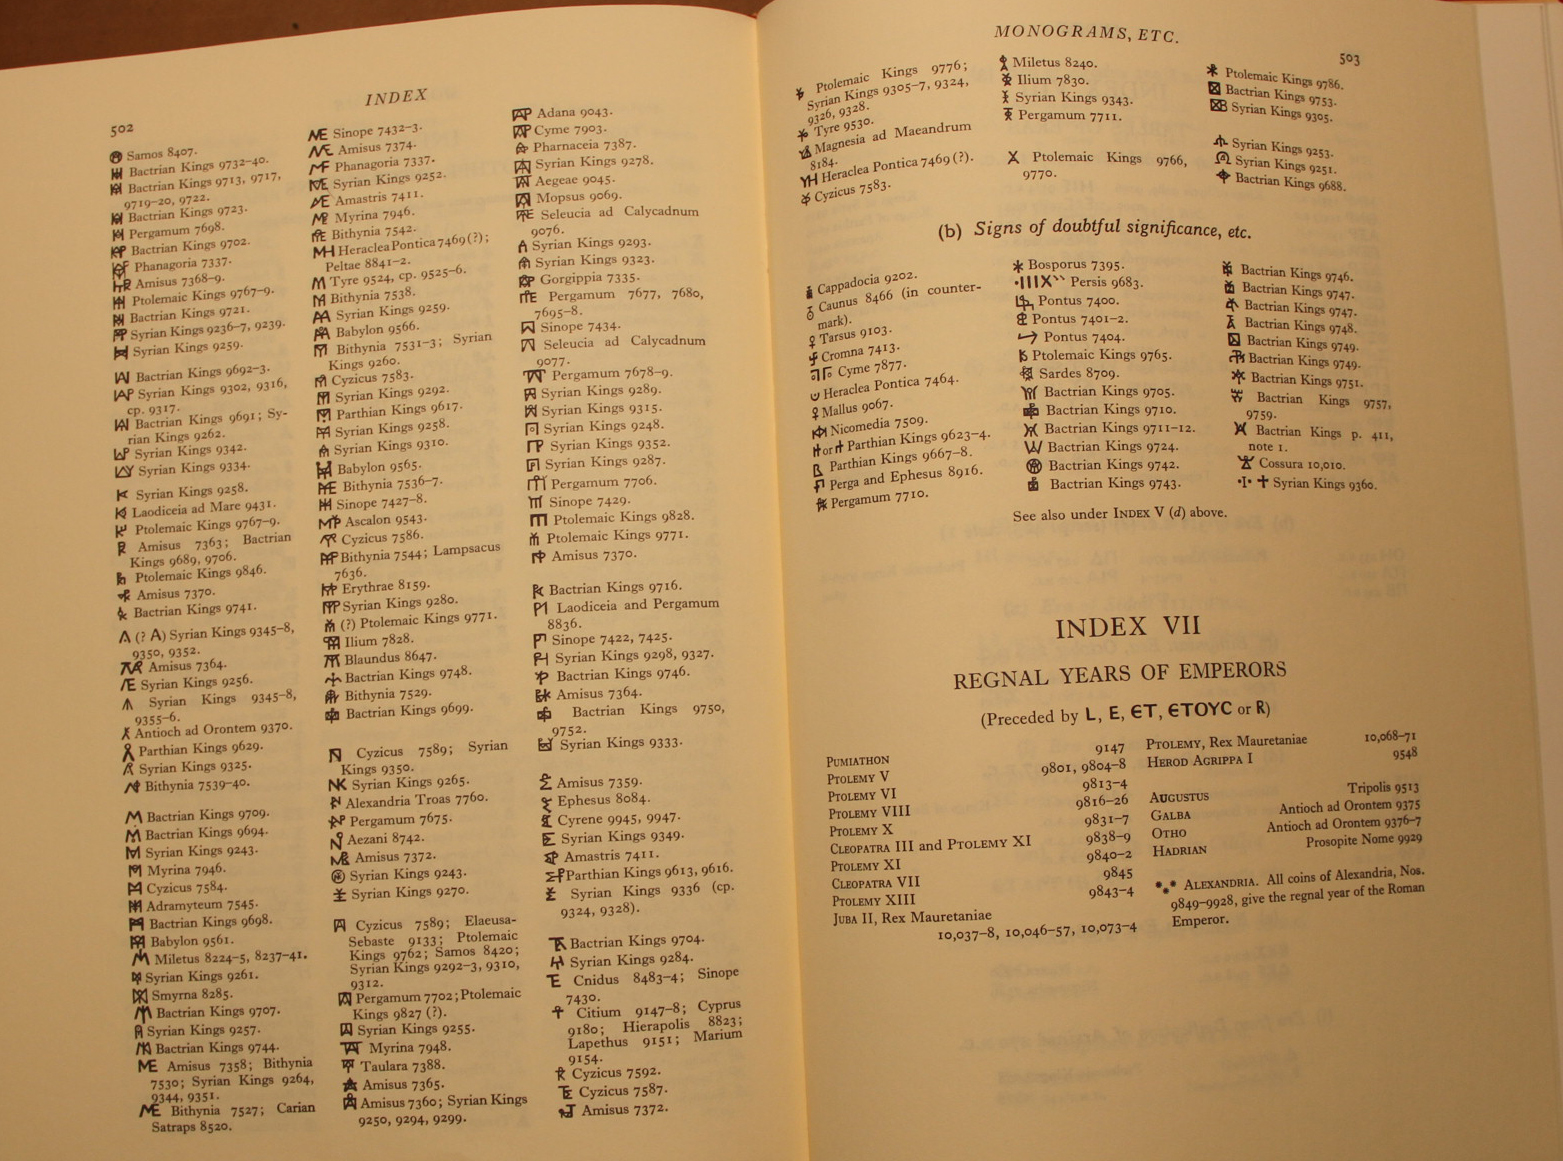 INDEX
502
Samos 8407.
Bactrian Kings 9732-40.
Bactrian Kings 9713, 9717,
9719-20, 9722.
Bactrian Kings 9723.
Pergamum 7698.
Bactrian Kings 9702.
Phanagoria 7337.
Amisus 7368-9.
Ptolemaic Kings 9767-9.
Bactrian Kings 9721.
Syrian Kings 9236-7, 9239.
Syrian Kings 9259.
Bactrian Kings 9692-3.
Syrian Kings 9302, 9316,
cp. 9317.
Bactrian Kings 9691; Sy-
rian Kings 9262.
Syrian Kings 9342.
Syrian Kings 9334.
Syrian Kings 9258.
Laodiceia ad Mare 9431.
Ptolemaic Kings 9767-9.
Amisus 7363; Bactrian
Kings 9689, 9706.
Ptolemaic Kings 9846.
Amisus 7370.
Bactrian Kings 9741.
Λ (? A) Syrian Kings 9345-8,
9350, 9352.
Amisus 7364.
Syrian Kings 9256.
Syrian Kings 9345-8,
9355-6.
Antioch ad Orontem 9370.
Parthian Kings 9629.
Syrian Kings 9325.
Bithynia 7539-40.
Bactrian Kings 9709.
Bactrian Kings 9694.
Syrian Kings 9243.
Myrina 7946.
Cyzicus 7584.
Adramyteum 7545.
Bactrian Kings 9698.
Babylon 9561.
Miletus 8224-5, 8237-41.
Syrian Kings 9261.
Smyrna 8285.
Bactrian Kings 9707.
Syrian Kings 9257.
Bactrian Kings 9744.
Amisus 7358; Bithynia
7530; Syrian Kings 9264,
9344, 9351.
Bithynia 7527; Carian
Satraps 8520.
Sinope 7432-3.
Amisus 7374.
Phanagoria 7337.
Syrian Kings 9252.
Amastris 7411.
Myrina 7946.
Bithynia 7542.
Heraclea Pontica 7469 (?);
Peltae 8841-2.
Tyre 9524, cp. 9525-6.
Bithynia 7538.
Syrian Kings 9259.
Babylon 9566.
Bithynia 7531-3; Syrian
Kings 9260.
Cyzicus 7583.
Syrian Kings 9292.
Parthian Kings 9617.
Syrian Kings 9258.
Syrian Kings 9310.
Babylon 9565.
Bithynia 7536-7.
Sinope 7427-8.
Ascalon 9543.
Cyzicus 7586.
Bithynia 7544; Lampsacus
7636.
Erythrae 8159.
Syrian Kings 9280.
(?) Ptolemaic Kings 9771.
Ilium 7828.
Blaundus 8647.
Bactrian Kings 9748.
Bithynia 7529.
Bactrian Kings 9699.
Cyzicus 7589; Syrian
Kings 9350.
Syrian Kings 9265.
Alexandria Troas 7760.
Pergamum 7675.
Aezani 8742.
Amisus 7372.
Syrian Kings 9243.
Syrian Kings 9270.
Cyzicus 7589; Elaeusa-
Sebaste 9133; Ptolemaic
Kings 9762; Samos 8420;
Syrian Kings 9292-3, 9310,
9312.
Pergamum 7702; Ptolemaic
Kings 9827 (?).
Syrian Kings 9255.
Myrina 7948.
Taulara 7388.
Amisus 7365.
Amisus 7360; Syrian Kings
9250, 9294, 9299.
Adana 9043.
Cyme 7903.
Pharnaceia 7387.
Syrian Kings 9278.
Aegeae 9045.
Mopsus 9069.
Seleucia ad Calycadnum
9076.
Syrian Kings 9293.
Syrian Kings 9323.
Gorgippia 7335.
Pergamum 7677, 7680,
7695-8.
Sinope 7434.
Seleucia ad Calycadnum
9077.
Pergamum 7678-9.
Syrian Kings 9289.
Syrian Kings 9315.
Syrian Kings 9248.
Syrian Kings 9352.
Syrian Kings 9287.
Pergamum 7706.
Sinope 7429.
Ptolemaic Kings 9828.
Ptolemaic Kings 9771.
Amisus 7370.
Bactrian Kings 9716.
Laodiceia and Pergamum
8836.
Sinope 7422, 7425.
Syrian Kings 9298, 9327.
Bactrian Kings 9746.
Amisus 7364.
Bactrian Kings 9750,
9752.
Syrian Kings 9333.
Amisus 7359.
Ephesus 8084.
Cyrene 9945, 9947.
Syrian Kings 9349.
Amastris 7411.
Parthian Kings 9613, 9616.
Syrian Kings 9336 (cp.
9324, 9328).
Bactrian Kings 9704.
Syrian Kings 9284.
Cnidus 8483-4; Sinope
7430.
Citium 9147-8; Cyprus
9180; Hierapolis 8823;
Lapethus 9151; Marium
9154.
Cyzicus 7592.
Cyzicus 7587.
Amisus 7372.
MONOGRAMS, ETC.
503
Ptolemaic Kings 9776;
Syrian Kings 9305-7, 9324,
9326, 9328.
Tyre 9530.
Magnesia ad Maeandrum
8184.
Heraclea Pontica 7469 (?).
Cyzicus 7583.
Miletus 8240.
Ilium 7830.
Syrian Kings 9343.
Pergamum 7711.
Ptolemaic Kings 9766,
9770.
Ptolemaic Kings 9786.
Bactrian Kings 9753.
Syrian Kings 9305.
Syrian Kings 9253.
Syrian Kings 9251.
Bactrian Kings 9688.
(b) Signs of doubtful significance, etc.
Cappadocia 9202.
Caunus 8466 (in counter-
mark).
Tarsus 9103.
Cromna 7413.
Cyme 7877.
Heraclea Pontica 7464.
Mallus 9067.
Nicomedia 7509.
or Parthian Kings 9623-4.
Parthian Kings 9667-8.
Perga and Ephesus 8916.
Pergamum 7710.
Bosporus 7395.
Persis 9683.
Pontus 7400.
Pontus 7401-2.
Pontus 7404.
Ptolemaic Kings 9765.
Sardes 8709.
Bactrian Kings 9705.
Bactrian Kings 9710.
Bactrian Kings 9711-12.
Bactrian Kings 9724.
Bactrian Kings 9742.
Bactrian Kings 9743.
Bactrian Kings 9746.
Bactrian Kings 9747.
Bactrian Kings 9747.
Bactrian Kings 9748.
Bactrian Kings 9749.
Bactrian Kings 9749.
Bactrian Kings 9751.
Bactrian Kings 9757,
9759.
Bactrian Kings p. 411,
note 1.
Cossura 10,010.
Syrian Kings 9360.
See also under INDEX V (d) above.
INDEX VII
REGNAL YEARS OF EMPERORS
(Preceded by L, E, ЄT, ЄTOYC or R)
PUMIATHON 9147
PTOLEMY V 9801, 9804-8
PTOLEMY VI 9813-4
PTOLEMY VIII 9816-26
PTOLEMY X 9831-7
CLEOPATRA III and PTOLEMY XI 9838-9
PTOLEMY XI 9840-2
CLEOPATRA VII 9845
PTOLEMY XIII 9843-4
JUBA II, Rex Mauretaniae
10,037-8, 10,046-57, 10,073-4
PTOLEMY, Rex Mauretaniae 10,068-71
HEROD AGRIPPA I 9548
AUGUSTUS Tripolis 9513
GALBA Antioch ad Orontem 9375
OTHO Antioch ad Orontem 9376-7
HADRIAN Prosopite Nome 9929
ALEXANDRIA. All coins of Alexandria, Nos.
9849-9928, give the regnal year of the Roman
Emperor.